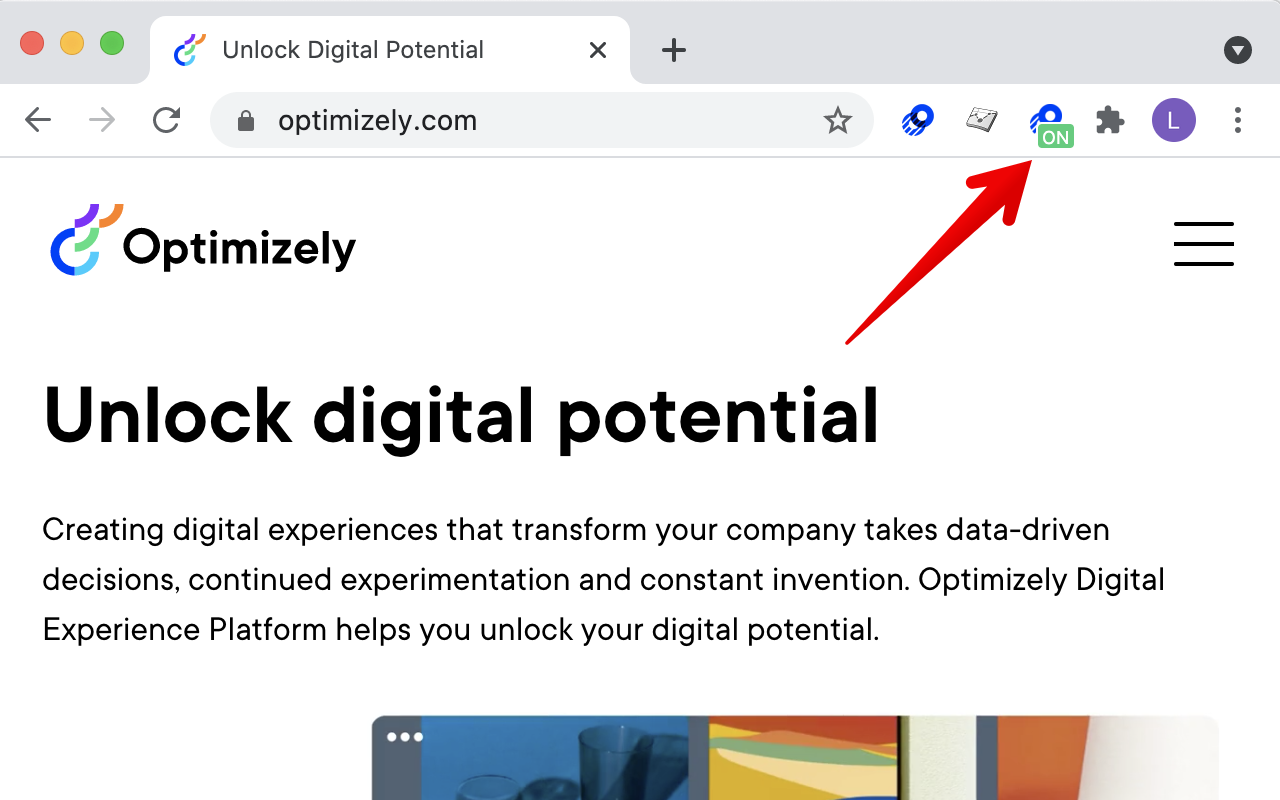 Unlock Digital Potential
optimizely.com
ON
L
Optimizely
Unlock digital potential
Creating digital experiences that transform your company takes data-driven
decisions, continued experimentation and constant invention. Optimizely Digital
Experience Platform helps you unlock your digital potential.